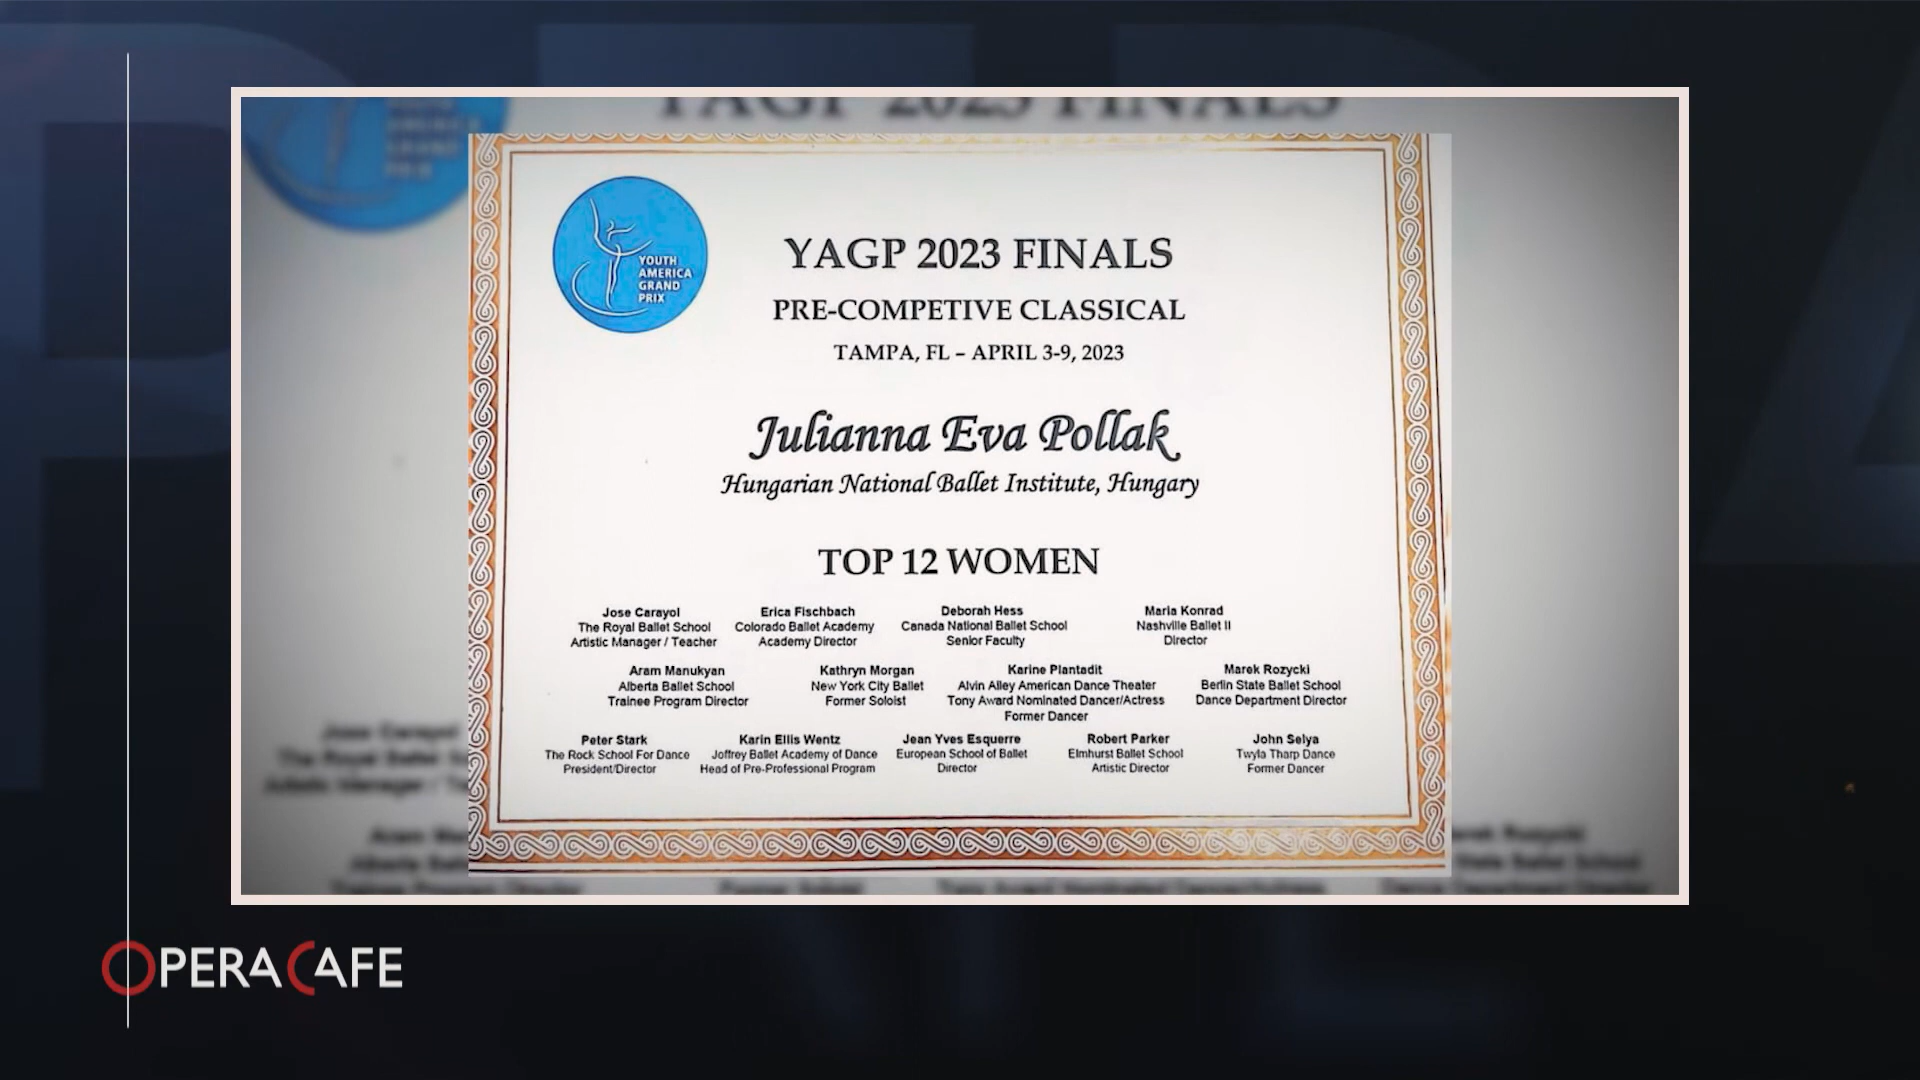 YAGP 2023 FINALS
YOUTH
AMERICA
GRAND
PRIX
YAGP 2023 FINALS
PRE-COMPETIVE CLASSICAL
TAMPA, FL – APRIL 3-9, 2023
Julianna Eva Pollak
Hungarian National Ballet Institute, Hungary
TOP 12 WOMEN
Jose Carayol
The Royal Ballet School
Artistic Manager / Teacher
Erica Fischbach
Colorado Ballet Academy
Academy Director
Deborah Hess
Canada National Ballet School
Senior Faculty
Maria Konrad
Nashville Ballet II
Director
Aram Manukyan
Alberta Ballet School
Trainee Program Director
Kathryn Morgan
New York City Ballet
Former Soloist
Karine Plantadit
Alvin Ailey American Dance Theater
Tony Award Nominated Dancer/Actress
Former Dancer
Marek Rozycki
Berlin State Ballet School
Dance Department Director
Peter Stark
The Rock School For Dance
President/Director
Karin Ellis Wentz
Joffrey Ballet Academy of Dance
Head of Pre-Professional Program
Jean Yves Esquerre
European School of Ballet
Director
Robert Parker
Elmhurst Ballet School
Artistic Director
John Selya
Twyla Tharp Dance
Former Dancer
OPERACAFE